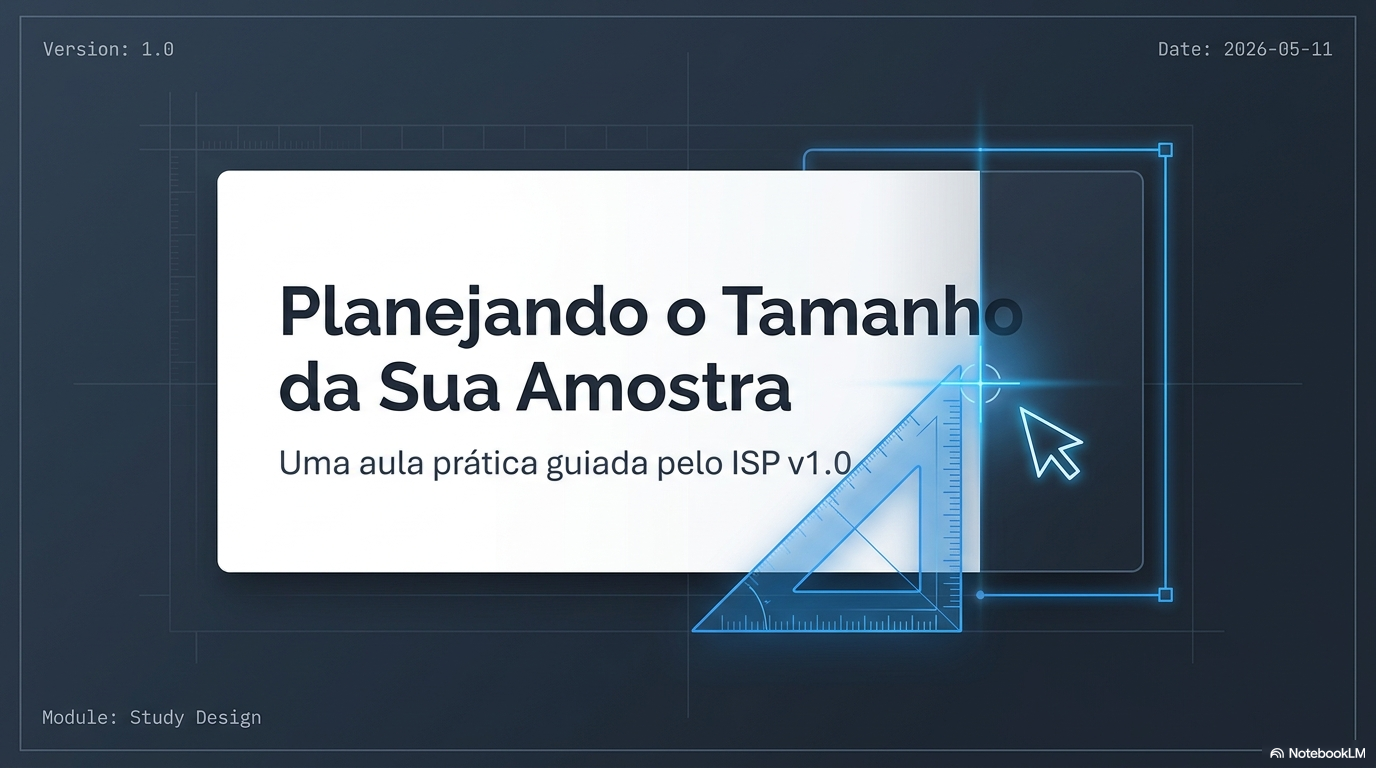 Version: 1.0
Date: 2026-05-11
Planejando o Tamanho
da Sua Amostra
Uma aula prática guiada pelo ISP v1.0
Module: Study Design
NotebookLM